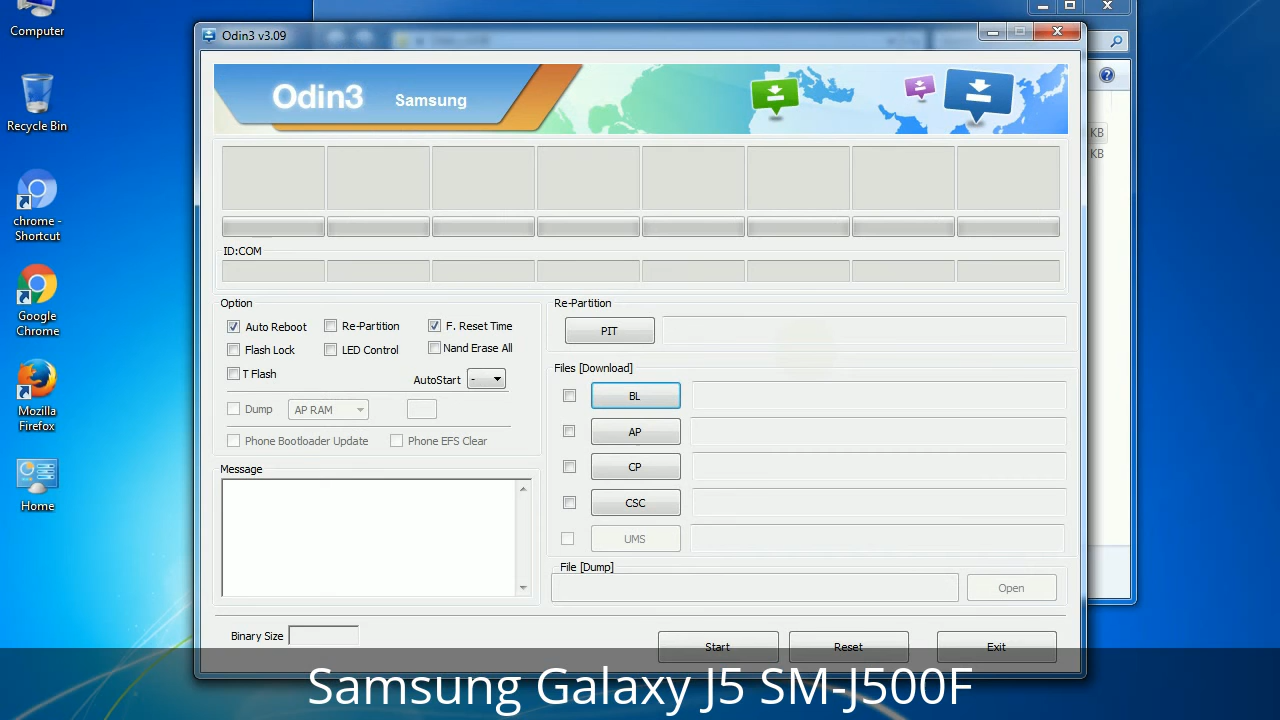 Computer
Recycle Bin
chrome -
Shortcut
Google
Chrome
Mozilla
Firefox
Home
Odin3 v3.09
Odin3
Samsung
KB
KB
ID:COM
Option
Auto Reboot
Re-Partition
F. Reset Time
Flash Lock
LED Control
Nand Erase All
T Flash
AutoStart
-
Dump
AP RAM
Phone Bootloader Update
Phone EFS Clear
Message
Binary Size
Re-Partition
PIT
Files [Download]
BL
AP
CP
CSC
UMS
File [Dump]
Open
Start
Reset
Exit
Samsung Galaxy J5 SM-J500F